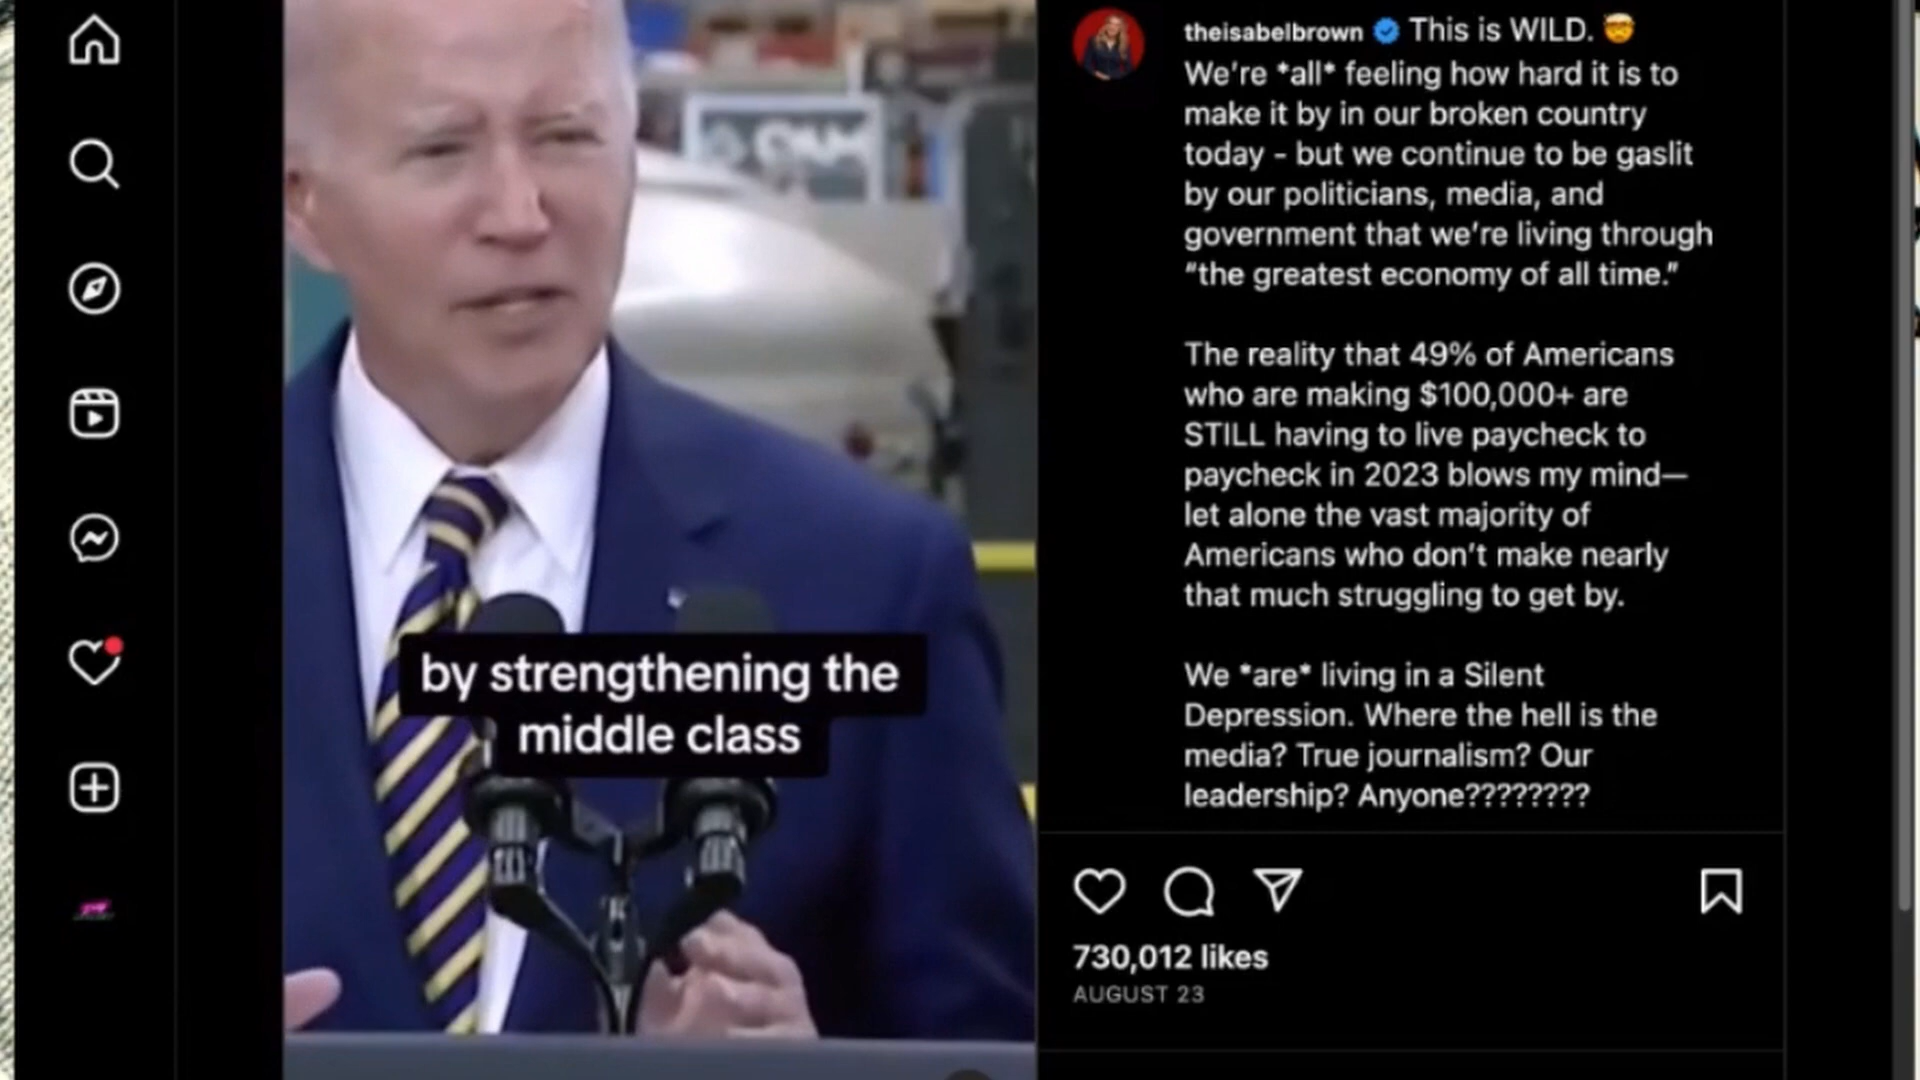 by strengthening the
middle class
theisabelbrown This is WILD. 🤯
We're *all* feeling how hard it is to
make it by in our broken country
today - but we continue to be gaslit
by our politicians, media, and
government that we're living through
"the greatest economy of all time."
The reality that 49% of Americans
who are making $100,000+ are
STILL having to live paycheck to
paycheck in 2023 blows my mind—
let alone the vast majority of
Americans who don't make nearly
that much struggling to get by.
We *are* living in a Silent
Depression. Where the hell is the
media? True journalism? Our
leadership? Anyone????????
730,012 likes
AUGUST 23